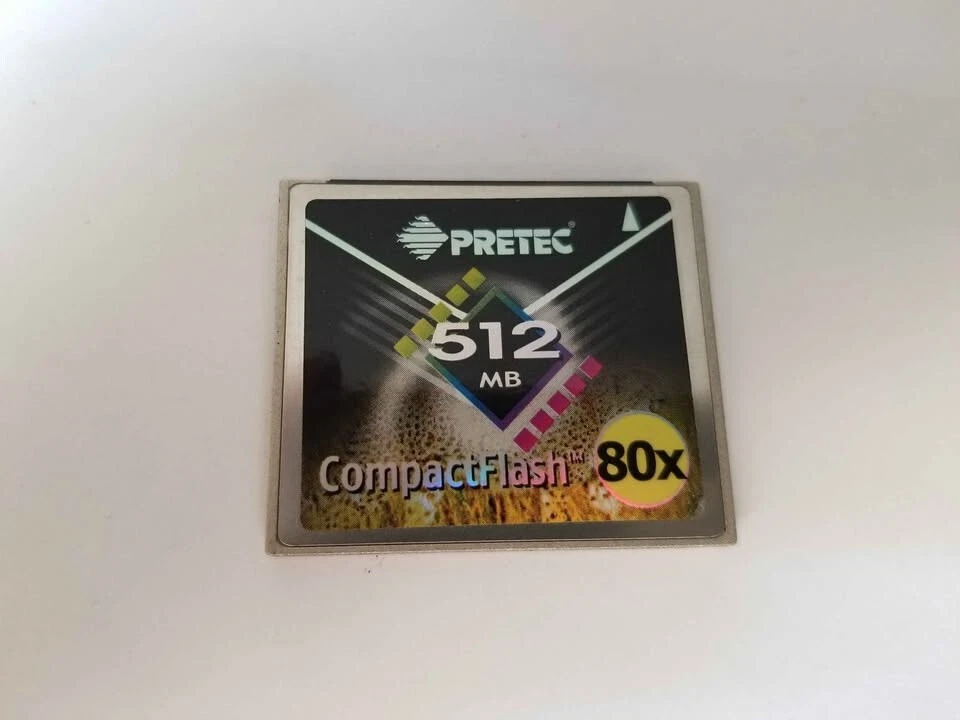 PRETEC®
512
MB
CompactFlash™
80x